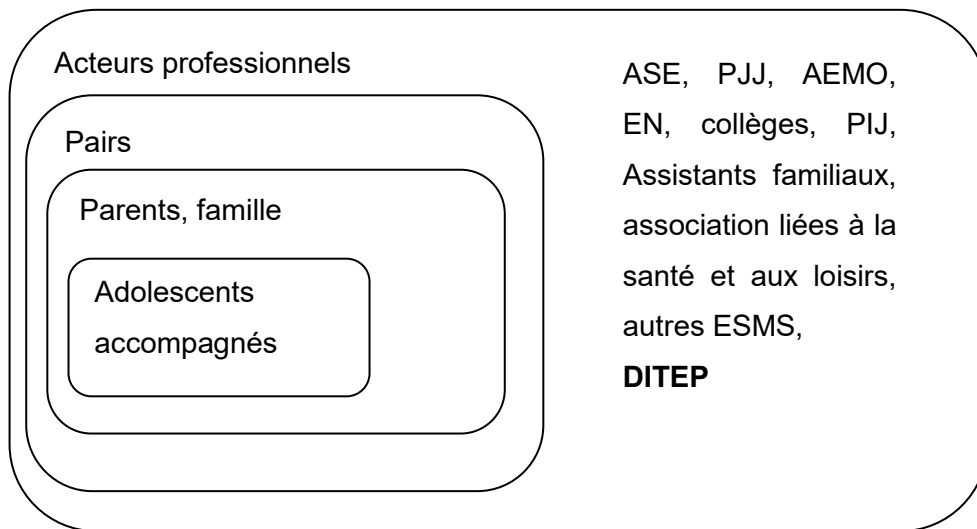 Acteurs professionnels
Pairs
Parents, famille
Adolescents
accompagnés
ASE, PJJ, AEMO,
EN, collèges, PIJ,
Assistants familiaux,
association liées à la
santé et aux loisirs,
autres ESMS,
DITEP